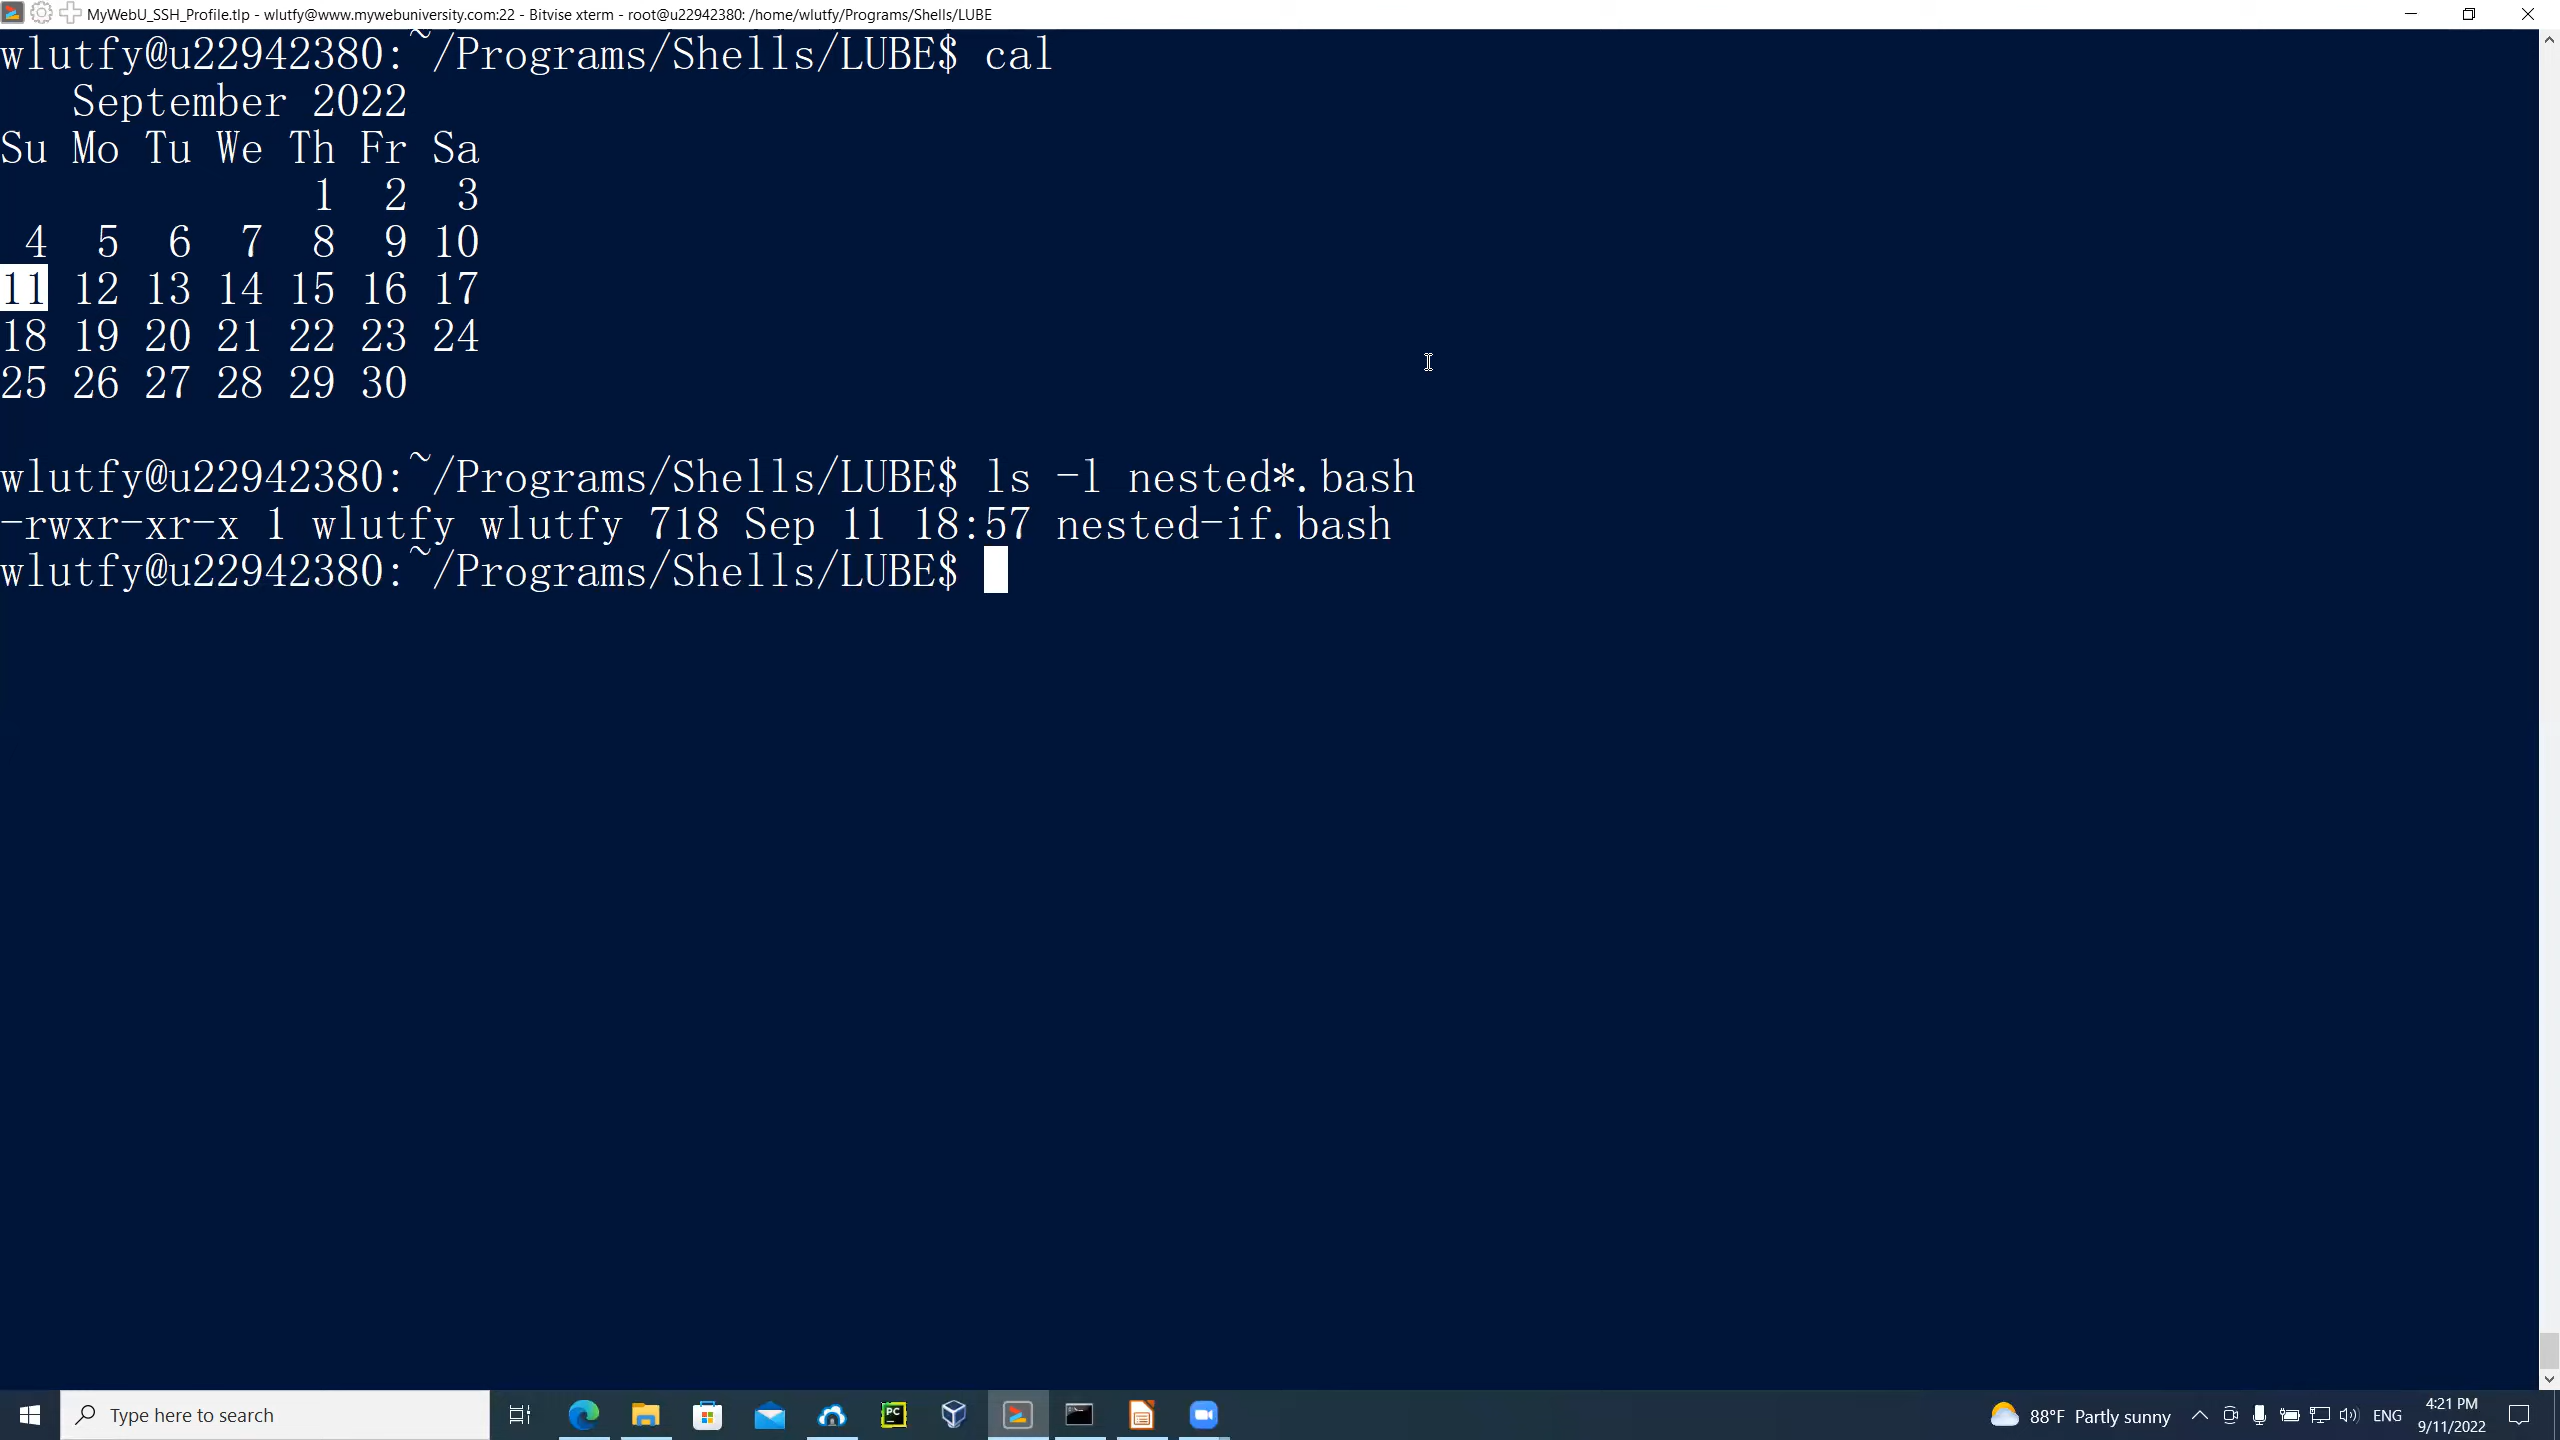 MyWebU_SSH_Profile.tlp - wlutfy@www.mywebuniversity.com:22 - Bitvise xterm - root@u22942380: /home/wlutfy/Programs/Shells/LUBE
wlutfy@u22942380:~/Programs/Shells/LUBE$ cal
   September 2022
Su Mo Tu We Th Fr Sa
             1  2  3
 4  5  6  7  8  9 10
11 12 13 14 15 16 17
18 19 20 21 22 23 24
25 26 27 28 29 30
wlutfy@u22942380:~/Programs/Shells/LUBE$ ls -l nested*.bash
-rwxr-xr-x 1 wlutfy wlutfy 718 Sep 11 18:57 nested-if.bash
wlutfy@u22942380:~/Programs/Shells/LUBE$
Type here to search
PC
88°F Partly sunny
ENG
4:21 PM
9/11/2022